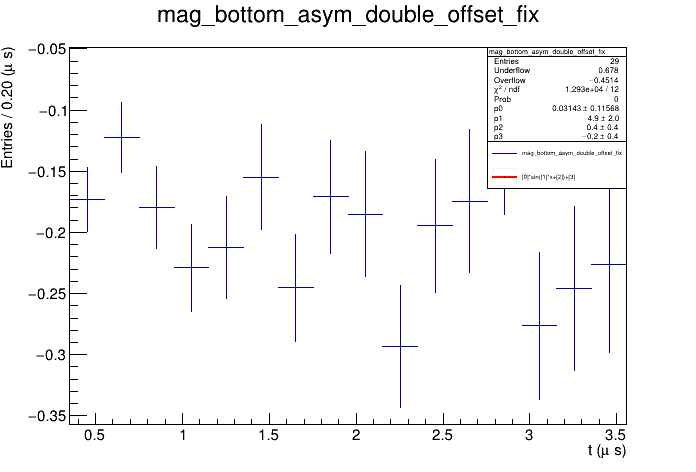 mag_bottom_asym_double_offset_fix
Entries / 0.20 (μ s)
−0.05
−0.1
−0.15
−0.2
−0.25
−0.3
−0.35
mag_bottom_asym_double_offset_fix
Entries 29
Underflow 0.678
Overflow −0.4514
χ² / ndf 1.293e+04 / 12
Prob 0
p0 0.03143 ± 0.11568
p1 4.9 ± 2.0
p2 0.4 ± 0.4
p3 −0.2 ± 0.4
mag_bottom_asym_double_offset_fix
[0]*sin([1]*x+[2])+[3]
0.5 1 1.5 2 2.5 3 3.5
t (μ s)